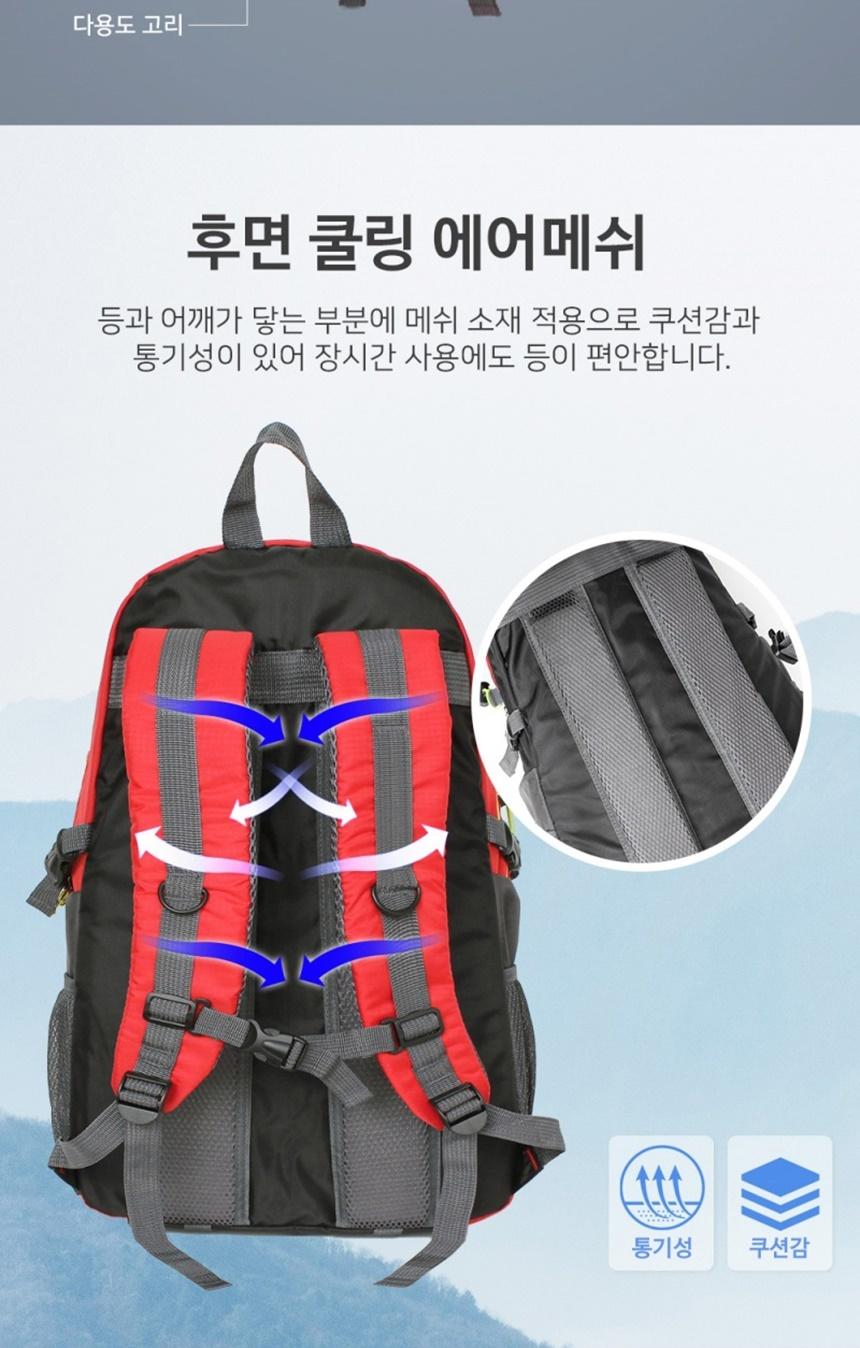 다용도 고리
후면 쿨링 에어메쉬
등과 어깨가 닿는 부분에 메쉬 소재 적용으로 쿠션감과
통기성이 있어 장시간 사용에도 등이 편안합니다.
통기성
쿠션감